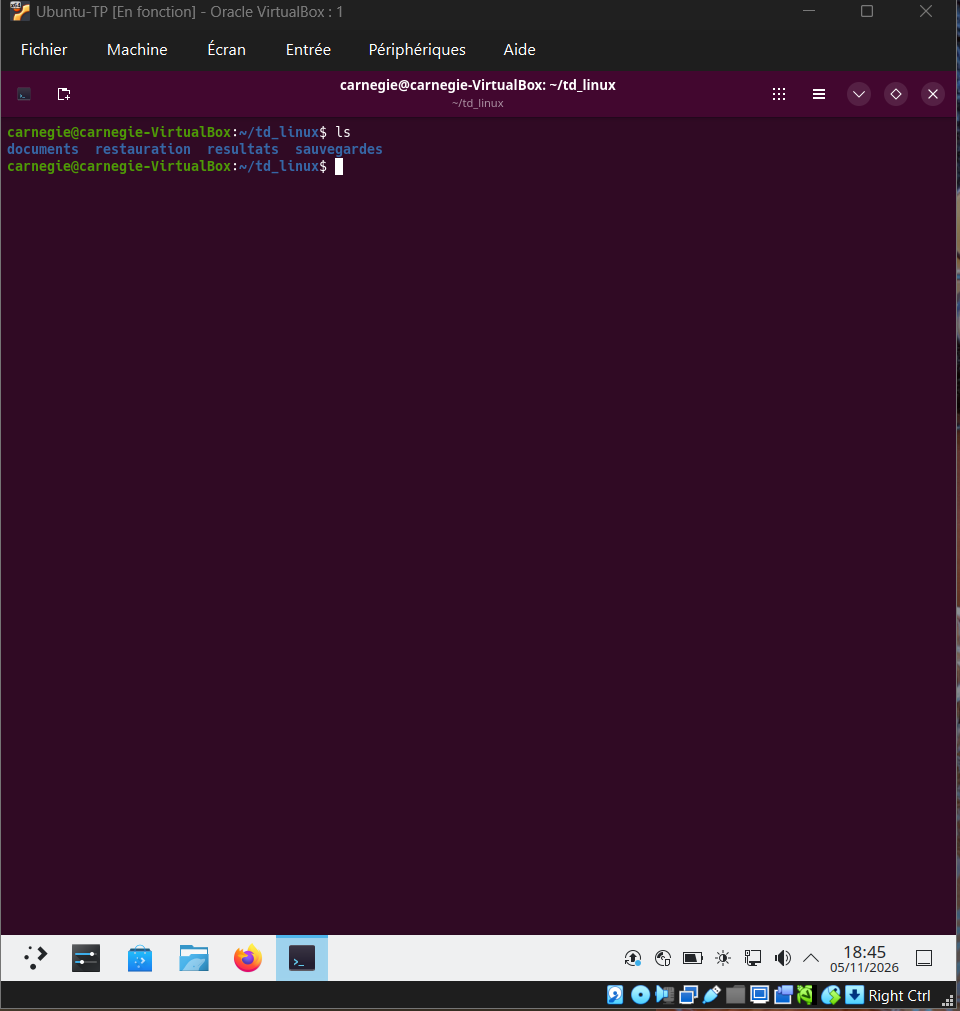 Ubuntu-TP [En fonction] - Oracle VirtualBox : 1
Fichier Machine Écran Entrée Périphériques Aide
carnegie@carnegie-VirtualBox: ~/td_linux
~/td_linux
carnegie@carnegie-VirtualBox:~/td_linux$ ls
documents restauration resultats sauvegardes
carnegie@carnegie-VirtualBox:~/td_linux$
18:45
05/11/2026
Right Ctrl